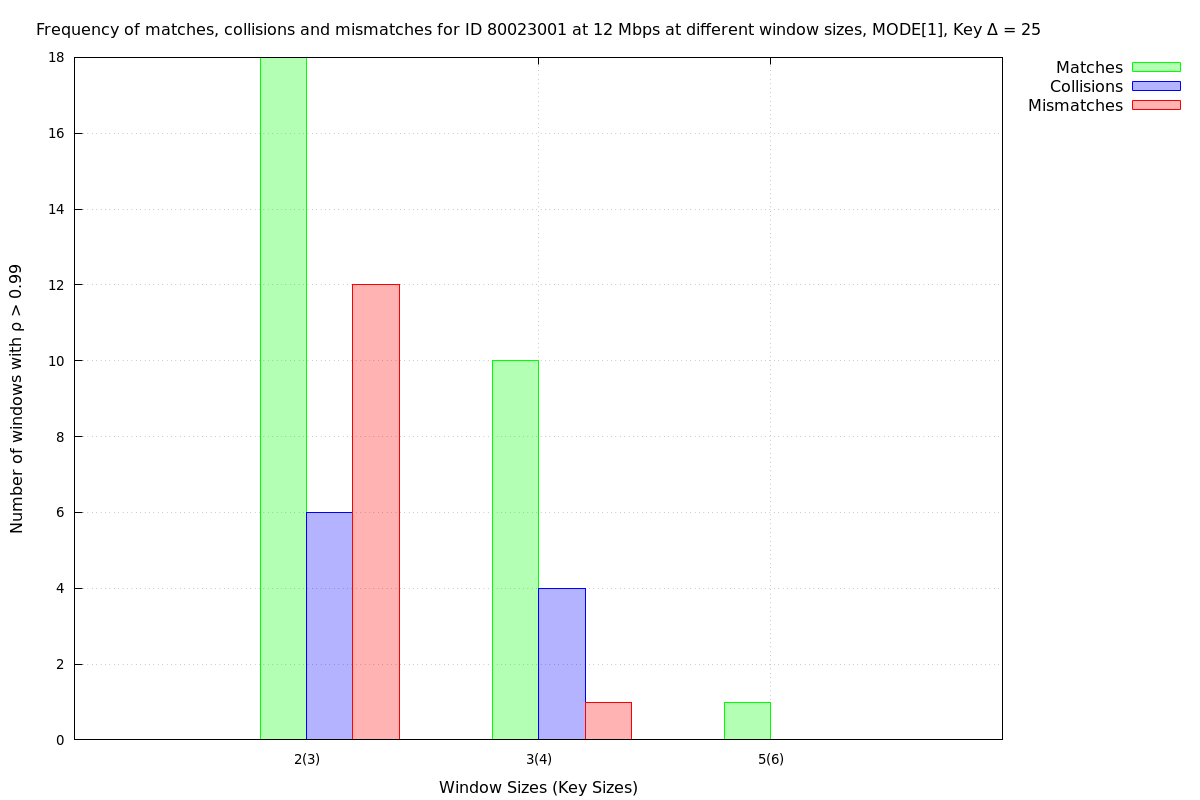 Frequency of matches, collisions and mismatches for ID 80023001 at 12 Mbps at different window sizes, MODE[1], Key Δ = 25
Matches
Collisions
Mismatches
Number of windows with ρ > 0.99
18
16
14
12
10
8
6
4
2
0
2(3) 3(4) 5(6)
Window Sizes (Key Sizes)